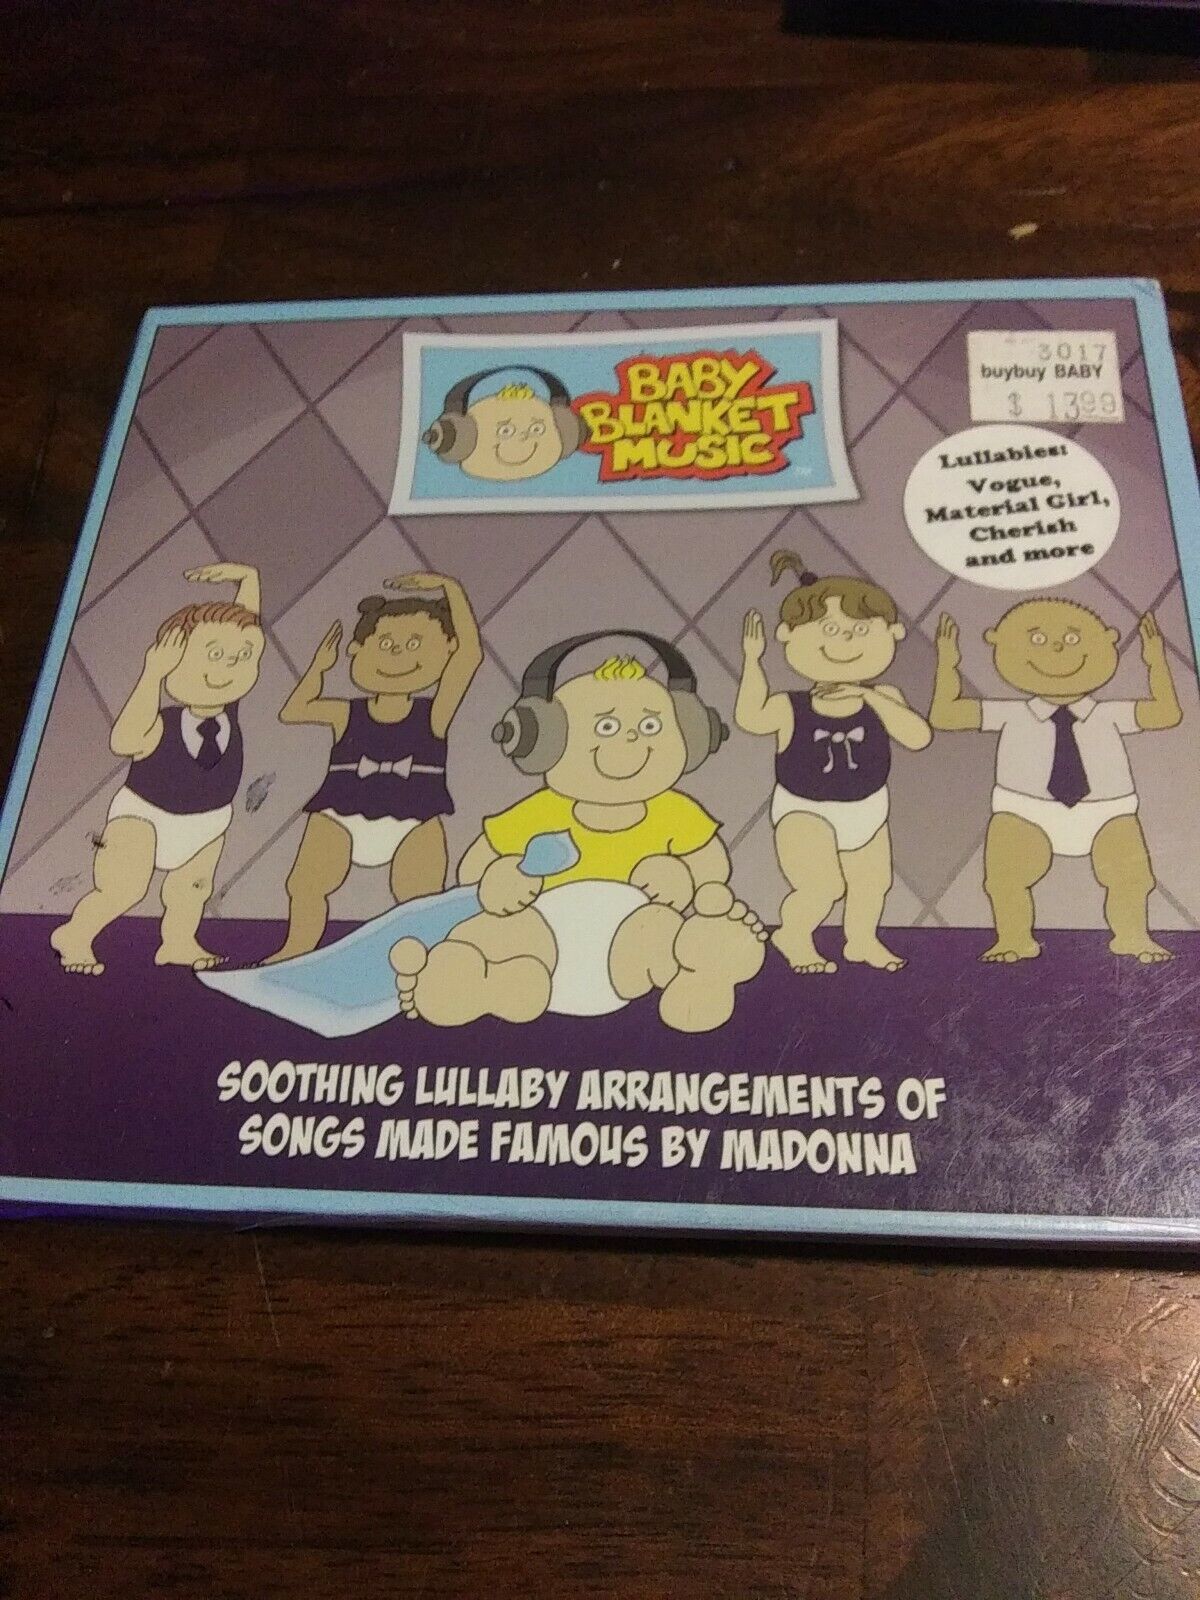 BABY
BLANKET
MUSIC
TM
3017
buybuy BABY
$ 13.99
Lullabies:
Vogue,
Material Girl,
Cherish
and more
SOOTHING LULLABY ARRANGEMENTS OF
SONGS MADE FAMOUS BY MADONNA